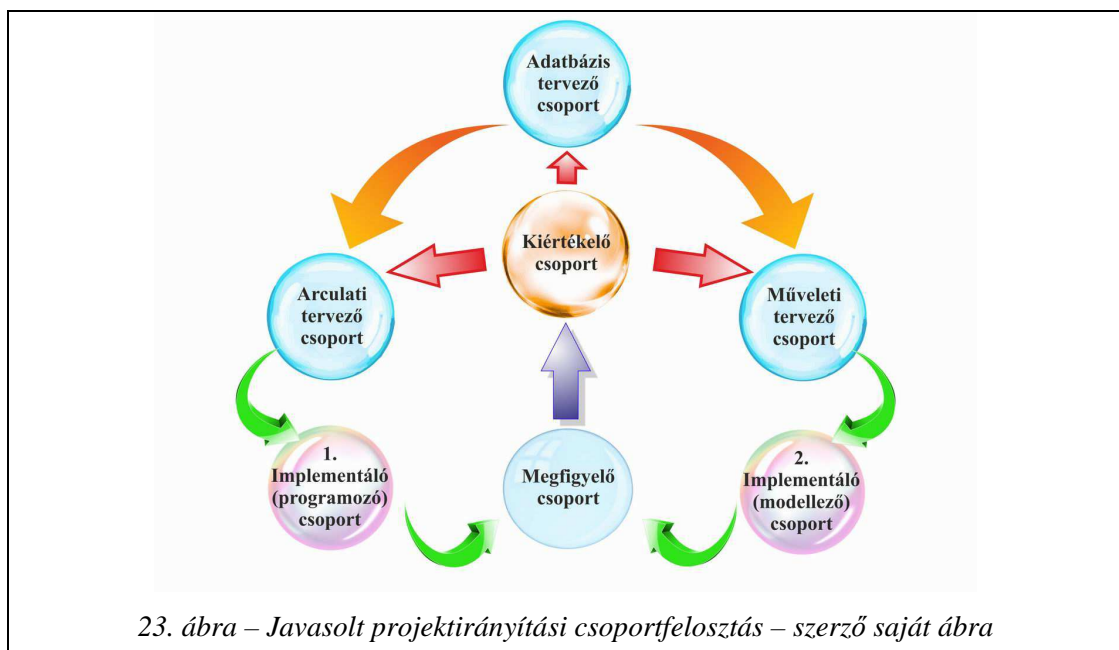 Adatbázis
tervező
csoport
Kiértékelő
csoport
Arculati
tervező
csoport
Műveleti
tervező
csoport
1.
Implementáló
(programozó)
csoport
Megfigyelő
csoport
2.
Implementáló
(modellező)
csoport
23. ábra – Javasolt projektirányítási csoportfelosztás – szerző saját ábra